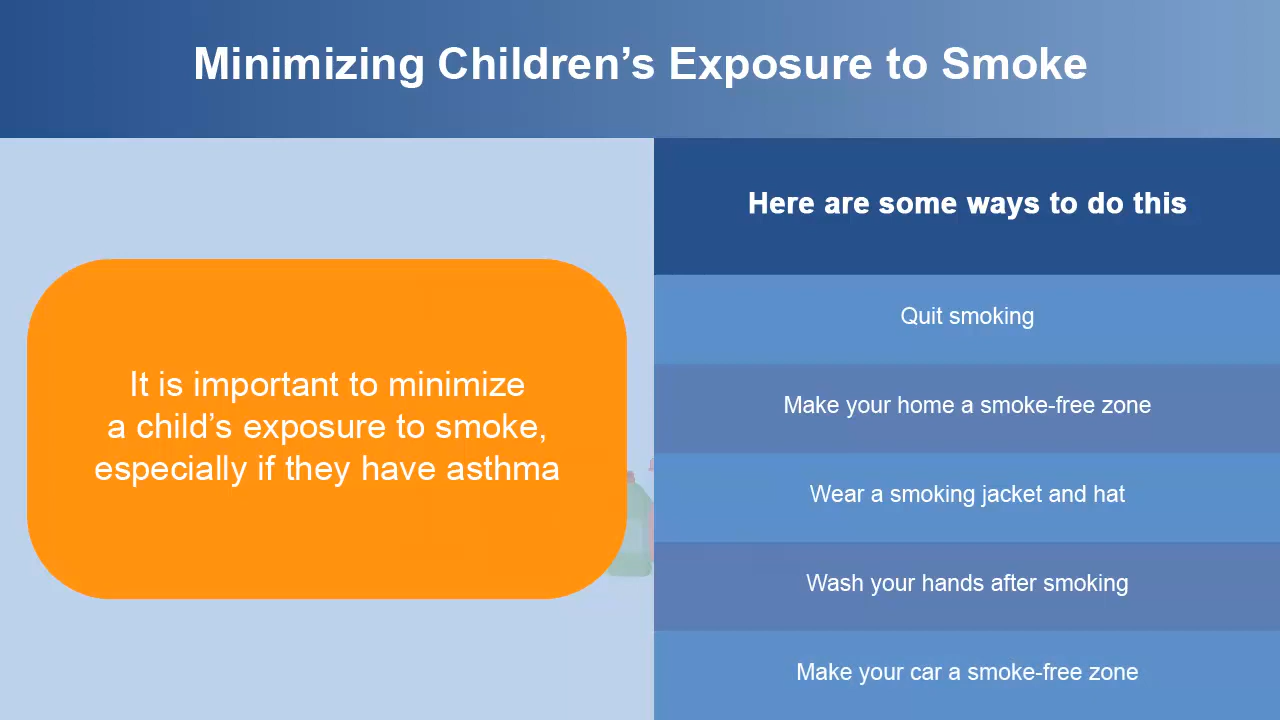 Minimizing Children’s Exposure to Smoke
It is important to minimize
a child’s exposure to smoke,
especially if they have asthma
Here are some ways to do this
Quit smoking
Make your home a smoke-free zone
Wear a smoking jacket and hat
Wash your hands after smoking
Make your car a smoke-free zone